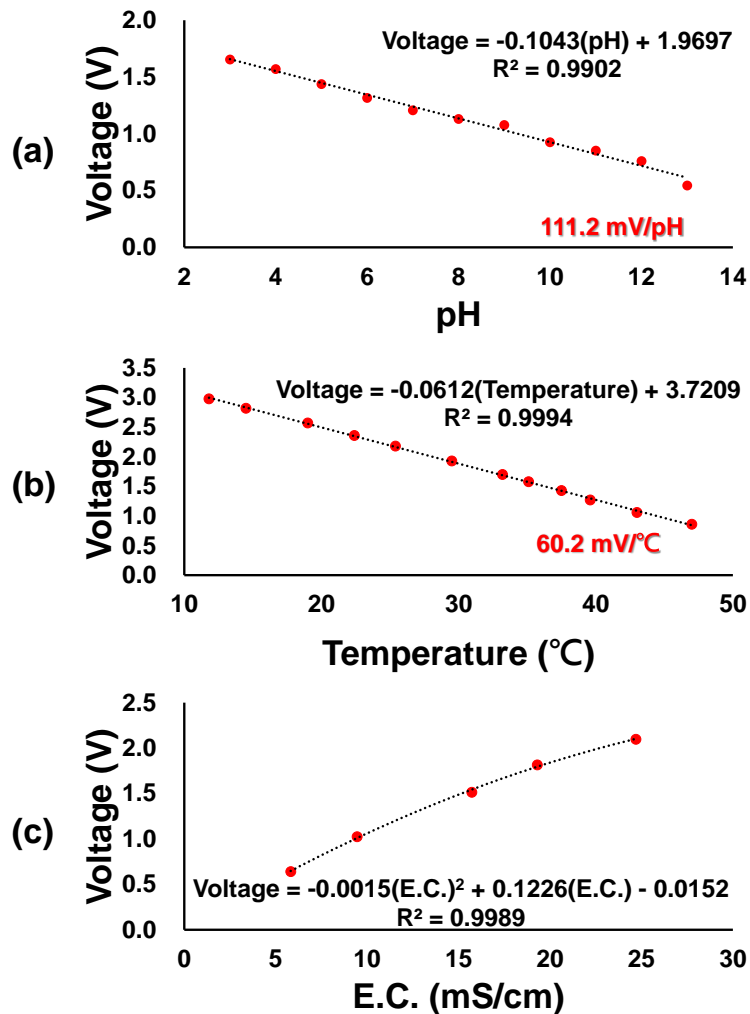 (a)
Voltage (V)
2.0
1.5
1.0
0.5
0.0
Voltage = -0.1043(pH) + 1.9697
R² = 0.9902
111.2 mV/pH
2 4 6 8 10 12 14
pH
(b)
Voltage (V)
3.5
3.0
2.5
2.0
1.5
1.0
0.5
0.0
Voltage = -0.0612(Temperature) + 3.7209
R² = 0.9994
60.2 mV/℃
10 20 30 40 50
Temperature (℃)
(c)
Voltage (V)
2.5
2.0
1.5
1.0
0.5
0.0
Voltage = -0.0015(E.C.)² + 0.1226(E.C.) - 0.0152
R² = 0.9989
0 5 10 15 20 25 30
E.C. (mS/cm)